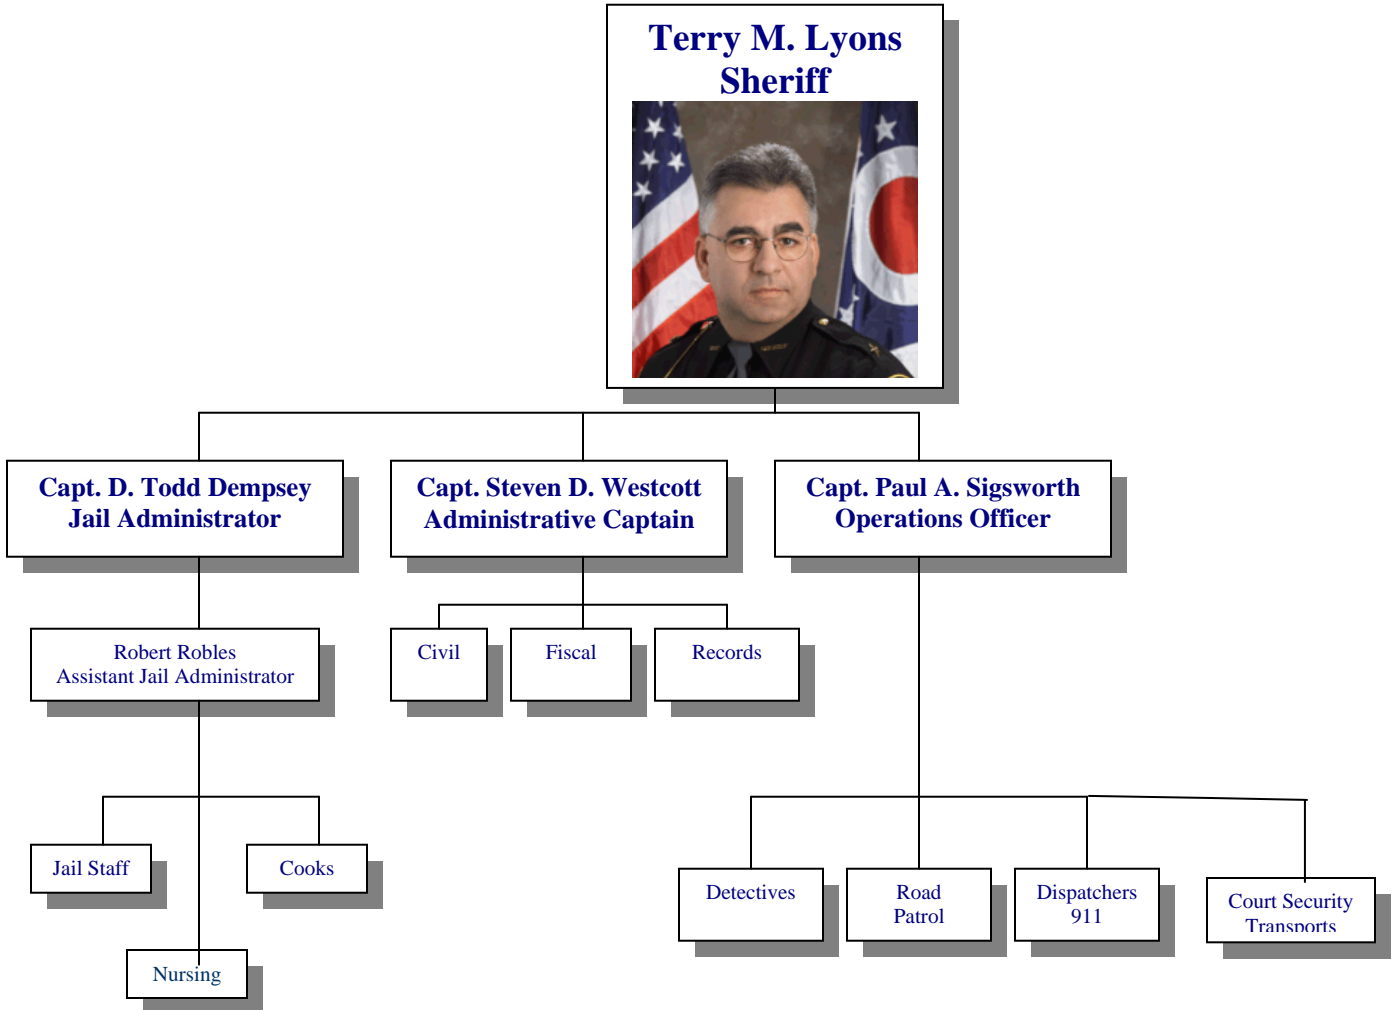 Terry M. Lyons
Sheriff
Capt. D. Todd Dempsey
Jail Administrator
Capt. Steven D. Westcott
Administrative Captain
Capt. Paul A. Sigsworth
Operations Officer
Robert Robles
Assistant Jail Administrator
Civil
Fiscal
Records
Jail Staff
Cooks
Nursing
Detectives
Road
Patrol
Dispatchers
911
Court Security
Transports